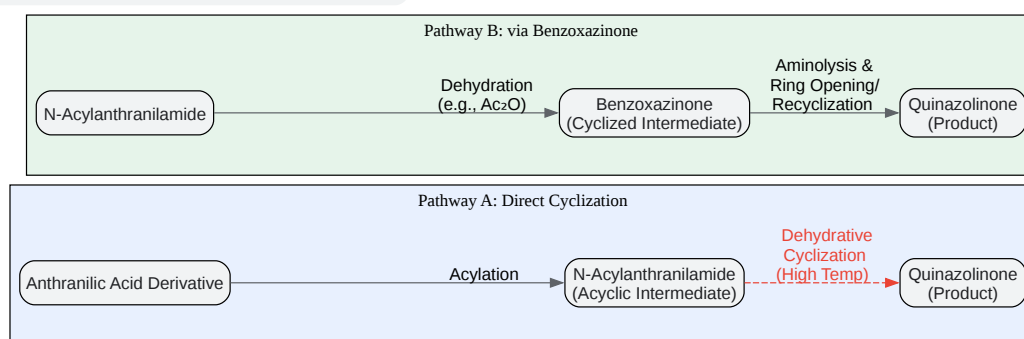 Pathway B: via Benzoxazinone
N-Acylanthranilamide
Dehydration
(e.g., Ac₂O)
Benzoxazinone
(Cyclized Intermediate)
Aminolysis &
Ring Opening/
Recyclization
Quinazolinone
(Product)
Pathway A: Direct Cyclization
Anthranilic Acid Derivative
Acylation
N-Acylanthranilamide
(Acyclic Intermediate)
Dehydrative
Cyclization
(High Temp)
Quinazolinone
(Product)